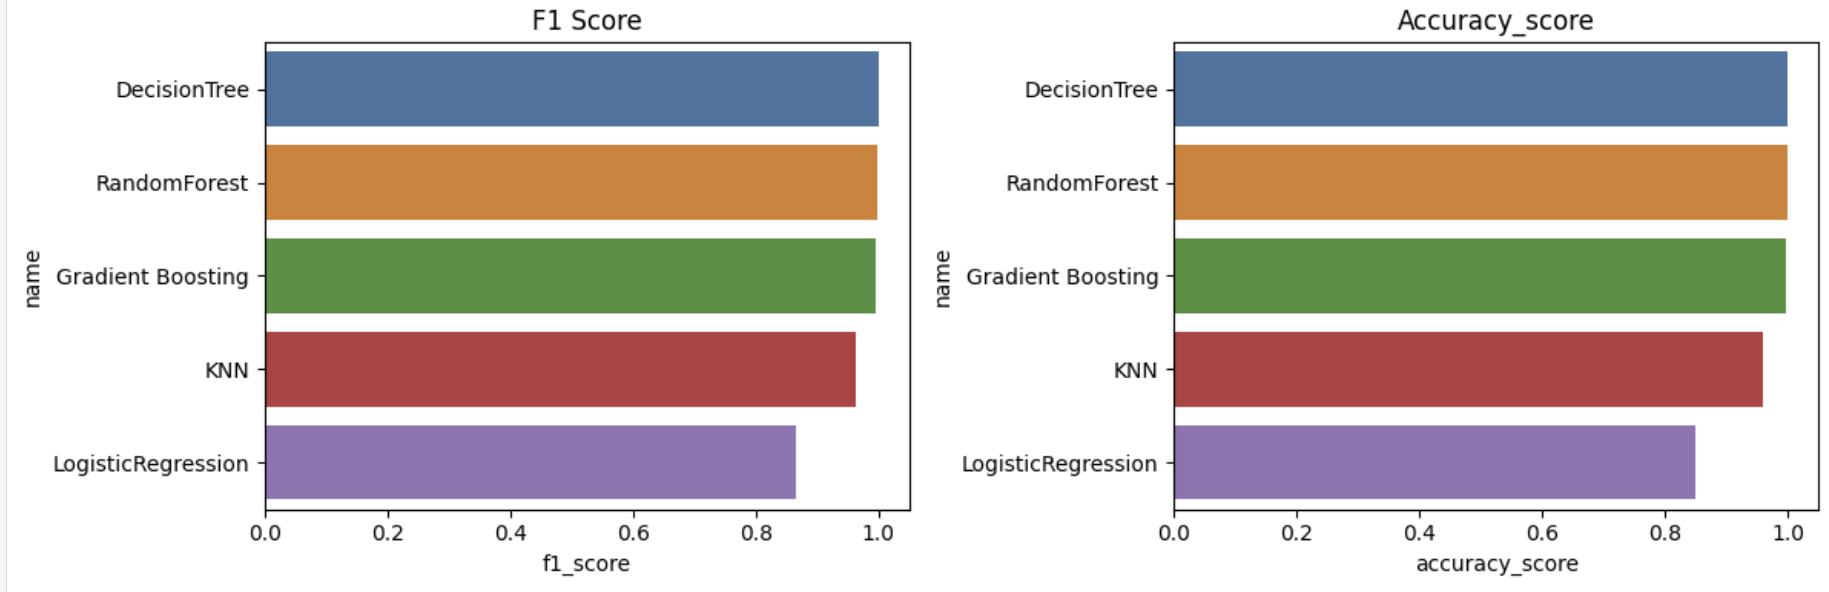 F1 Score
DecisionTree
RandomForest
Gradient Boosting
KNN
LogisticRegression
name
0.0 0.2 0.4 0.6 0.8 1.0
f1_score
Accuracy_score
DecisionTree
RandomForest
Gradient Boosting
KNN
LogisticRegression
name
0.0 0.2 0.4 0.6 0.8 1.0
accuracy_score